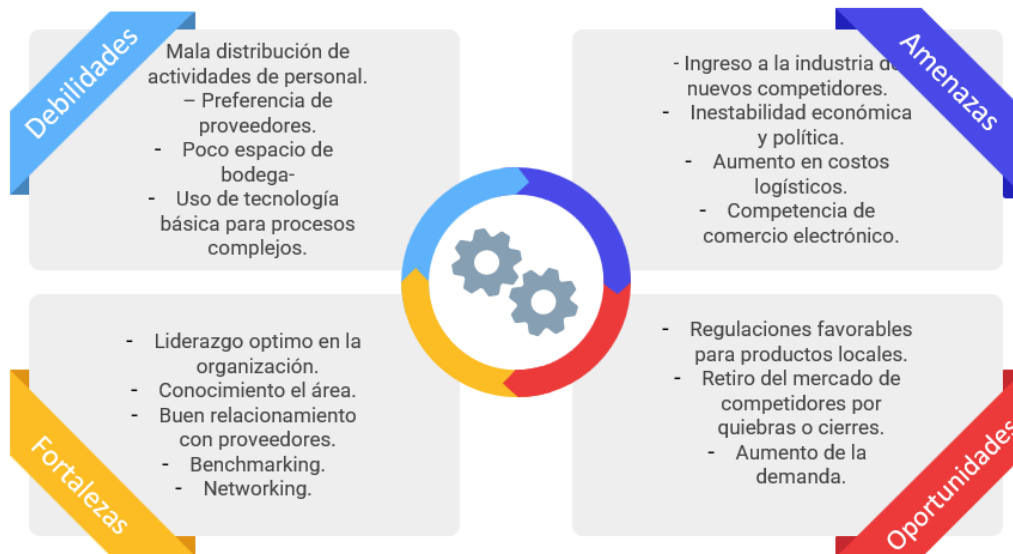 Debilidades
Mala distribución de
actividades de personal.
– Preferencia de
proveedores.
- Poco espacio de
bodega-
- Uso de tecnología
básica para procesos
complejos.
Amenazas
- Ingreso a la industria de
nuevos competidores.
- Inestabilidad económica
y política.
- Aumento en costos
logísticos.
- Competencia de
comercio electrónico.
Fortalezas
- Liderazgo optimo en la
organización.
- Conocimiento el área.
- Buen relacionamiento
con proveedores.
- Benchmarking.
- Networking.
Oportunidades
- Regulaciones favorables
para productos locales.
- Retiro del mercado de
competidores por
quiebras o cierres.
- Aumento de la
demanda.